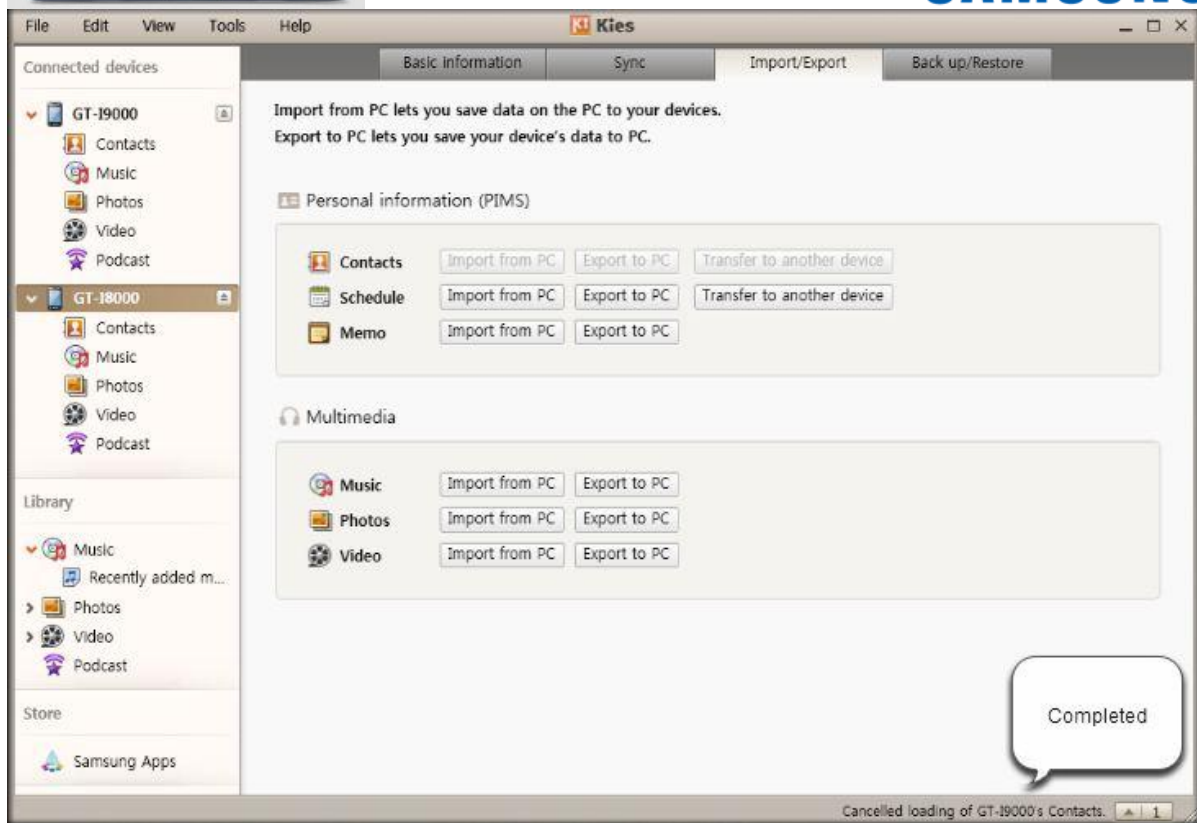 File Edit View Tools Help Kies
Connected devices
GT-I9000
Contacts
Music
Photos
Video
Podcast
GT-I8000
Contacts
Music
Photos
Video
Podcast
Library
Music
Recently added m...
Photos
Video
Podcast
Store
Samsung Apps
Basic information Sync Import/Export Back up/Restore
Import from PC lets you save data on the PC to your devices.
Export to PC lets you save your device's data to PC.
Personal information (PIMS)
Contacts Import from PC Export to PC Transfer to another device
Schedule Import from PC Export to PC Transfer to another device
Memo Import from PC Export to PC
Multimedia
Music Import from PC Export to PC
Photos Import from PC Export to PC
Video Import from PC Export to PC
Completed
Cancelled loading of GT-I9000's Contacts. 1